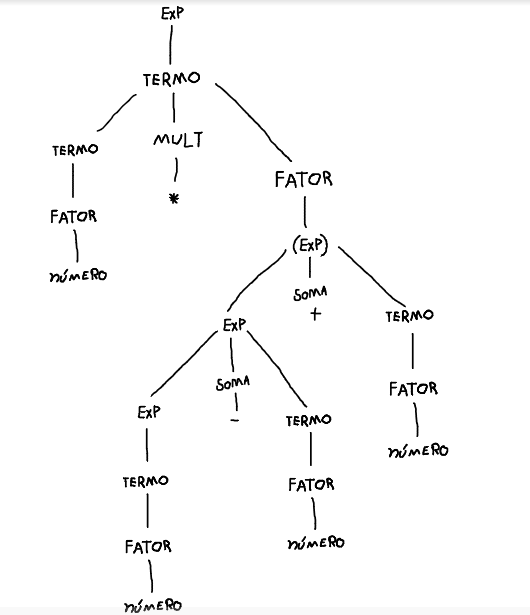 EXP
TERMO
TERMO MULT
*
FATOR
FATOR
(EXP)
NÚMERO
SOMA
+
TERMO
EXP
SOMA
-
FATOR
EXP
TERMO
NÚMERO
TERMO
FATOR
FATOR
NÚMERO
NÚMERO